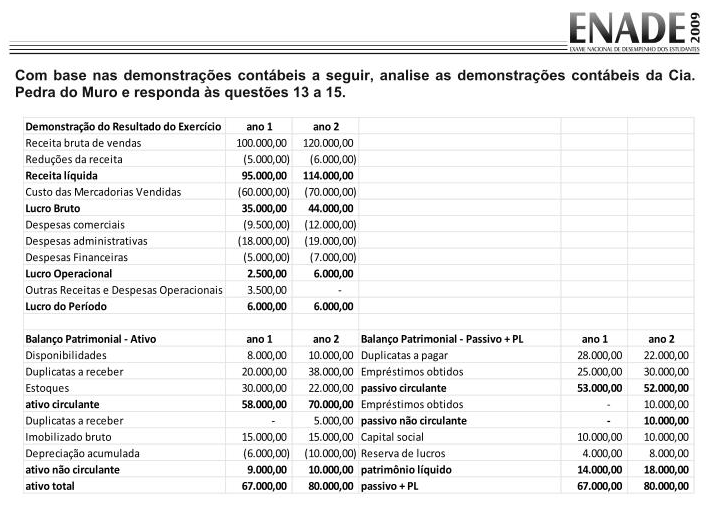 ENADE 2009
EXAME NACIONAL DE DESEMPENHO DOS ESTUDANTES
Com base nas demonstrações contábeis a seguir, analise as demonstrações contábeis da Cia.
Pedra do Muro e responda às questões 13 a 15.
Demonstração do Resultado do Exercício ano 1 ano 2
Receita bruta de vendas 100.000,00 120.000,00
Reduções da receita (5.000,00) (6.000,00)
Receita líquida 95.000,00 114.000,00
Custo das Mercadorias Vendidas (60.000,00) (70.000,00)
Lucro Bruto 35.000,00 44.000,00
Despesas comerciais (9.500,00) (12.000,00)
Despesas administrativas (18.000,00) (19.000,00)
Despesas Financeiras (5.000,00) (7.000,00)
Lucro Operacional 2.500,00 6.000,00
Outras Receitas e Despesas Operacionais 3.500,00 -
Lucro do Período 6.000,00 6.000,00
Balanço Patrimonial - Ativo ano 1 ano 2 Balanço Patrimonial - Passivo + PL ano 1 ano 2
Disponibilidades 8.000,00 10.000,00 Duplicatas a pagar 28.000,00 22.000,00
Duplicatas a receber 20.000,00 38.000,00 Empréstimos obtidos 25.000,00 30.000,00
Estoques 30.000,00 22.000,00 passivo circulante 53.000,00 52.000,00
ativo circulante 58.000,00 70.000,00 Empréstimos obtidos - 10.000,00
Duplicatas a receber - 5.000,00 passivo não circulante - 10.000,00
Imobilizado bruto 15.000,00 15.000,00 Capital social 10.000,00 10.000,00
Depreciação acumulada (6.000,00) (10.000,00) Reserva de lucros 4.000,00 8.000,00
ativo não circulante 9.000,00 10.000,00 patrimônio líquido 14.000,00 18.000,00
ativo total 67.000,00 80.000,00 passivo + PL 67.000,00 80.000,00